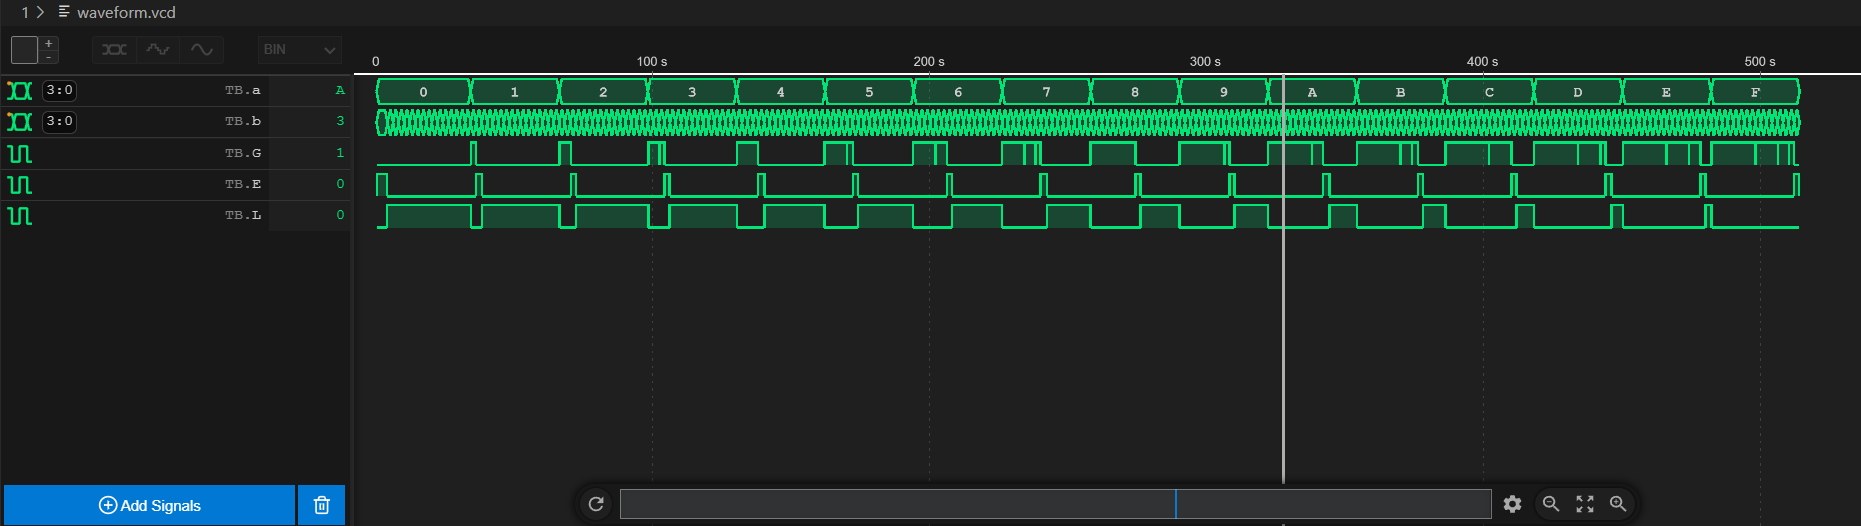 1 > waveform.vcd
+
-
BIN
0 100 s 200 s 300 s 400 s 500 s
3:0 TB.a A 0 1 2 3 4 5 6 7 8 9 A B C D E F
3:0 TB.b 3
TB.G 1
TB.E 0
TB.L 0
Add Signals